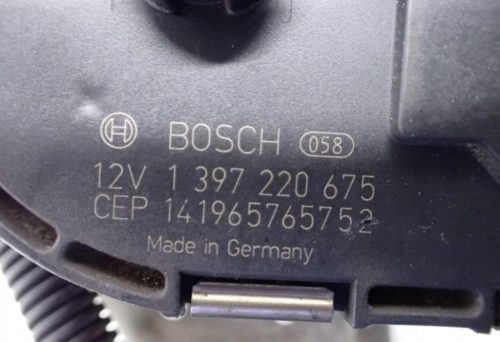 BOSCH 058
12V 1 397 220 675
CEP 141965765752
Made in Germany